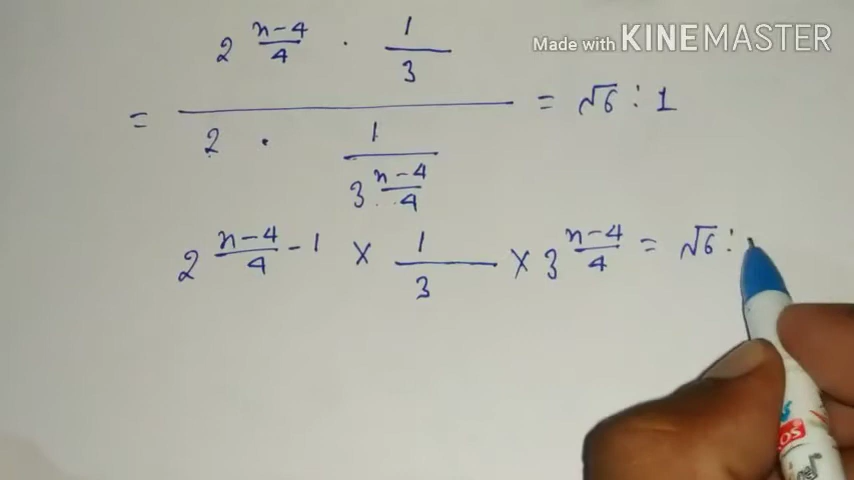 Made with KINEMASTER
= (2^((n-4)/4) · 1/3) / (2 · 1/(3^((n-4)/4))) = √6 : 1
2^((n-4)/4 - 1) × 1/3 × 3^((n-4)/4) = √6 :